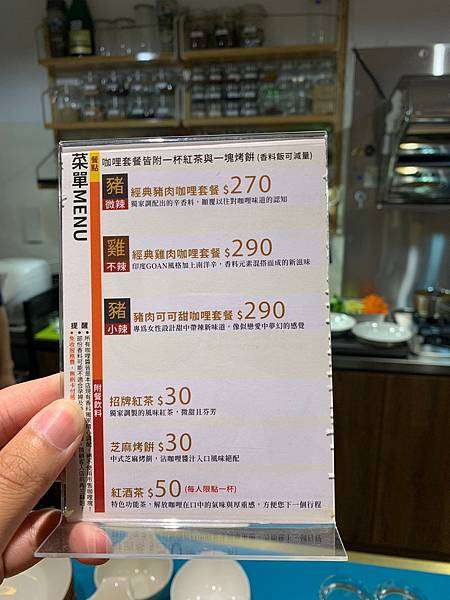 菜單MENU
餐點
咖哩套餐皆附一杯紅茶與一塊烤餅(香料飯可減量)
豬
微辣
經典豬肉咖哩套餐 $270
獨家調配出的辛香料，顛覆以往對咖哩味道的認知
雞
不辣
經典雞肉咖哩套餐 $290
印度GOAN風格加上南洋辛，香料元素混搭而成的新滋味
豬
小辣
豬肉可可甜咖哩套餐 $290
專為女性設計甜中帶辣新味道，像似戀愛中夢幻的感覺
附餐飲料
招牌紅茶 $30
獨家調製的風味紅茶，微甜且芬芳
芝麻烤餅 $30
中式芝麻烤餅，沾咖哩醬汁入口風味絕配
紅酒茶 $50 (每人限點一杯)
特色功能茶，解放咖哩在口中的氣味與厚重感，方便您下一個行程
提醒